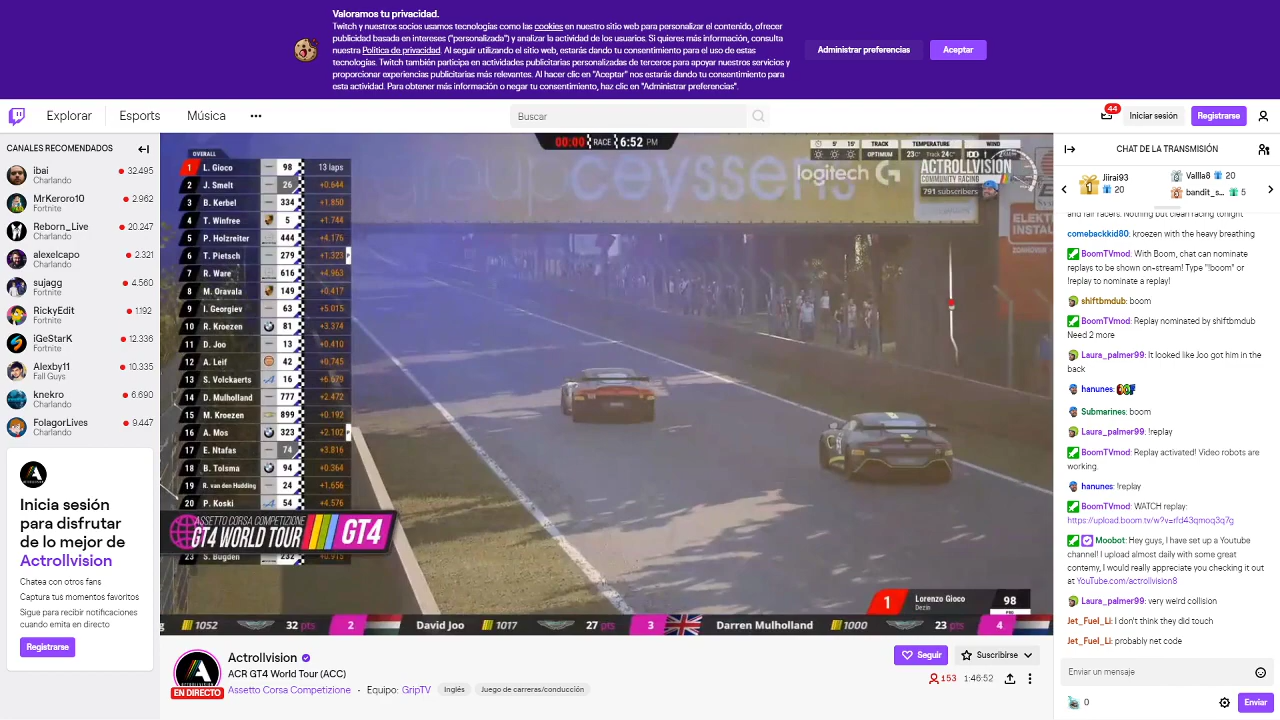 Valoramos tu privacidad.
Twitch y nuestros socios usamos tecnologías como las cookies en nuestro sitio web para personalizar el contenido, ofrecer
publicidad basada en intereses ("personalizada") y analizar la actividad de los usuarios. Si quieres más información, consulta
nuestra Política de privacidad. Al seguir utilizando el sitio web, estarás dando tu consentimiento para el uso de estas
tecnologías. Twitch también participa en actividades publicitarias personalizadas de terceros para apoyar nuestros servicios y
proporcionar experiencias publicitarias más relevantes. Al hacer clic en "Aceptar" nos estarás dando tu consentimiento para
esta actividad. Para obtener más información o negar tu consentimiento, haz clic en "Administrar preferencias".
Administrar preferencias
Aceptar
Explorar
Esports
Música
Buscar
44
Iniciar sesión
Registrarse
CANALES RECOMENDADOS
ibai
Charlando
32.495
MrKeroro10
Fortnite
2.962
Reborn_Live
Charlando
20.247
alexelcapo
Charlando
2.321
sujagg
Fortnite
4.560
RickyEdit
Fortnite
1.192
iGeStarK
Fortnite
12.336
Alexby11
Fall Guys
10.335
knekro
Charlando
6.690
FolagorLives
Charlando
9.447
Inicia sesión
para disfrutar
de lo mejor de
Actrollvision
Chatea con otros fans
Captura tus momentos favoritos
Sigue para recibir notificaciones
cuando emita en directo
Registrarse
00:00 RACE 6:52 PM
OVERALL
1 L. Gioco 98 13 laps
2 J. Smelt 26 +0.644
3 B. Kerbel 334 +1.850
4 T. Winfree 5 +1.744
5 P. Holzreiter 444 +4.176
6 T. Pietsch 279 +1.323
7 R. Ware 616 +4.963
8 M. Oravala 149 +0.417
9 I. Georgiev 63 +5.015
10 R. Kroezen 81 +3.374
11 D. Joo 13 +0.410
12 A. Leif 42 +0.745
13 S. Volckaerts 16 +6.679
14 D. Mulholland 777 +2.472
15 M. Kroezen 899 +0.192
16 A. Mos 323 +2.102
17 E. Ntafas 74 +3.816
18 B. Tolsma 94 +0.364
19 R. van den Hudding 24 +1.656
20 P. Koski 54 +4.576
23 S. Bugden 232 +0.915
ASSETTO CORSA COMPETIZIONE
GT4 WORLD TOUR
GT4
5' 15'
TRACK
OPTIMUM
TEMPERATURE
23C Track 24C
WIND
logitech G
ACTROLLVISION
COMMUNITY RACING
791 subscribers
ELEKTR
INSTAL
1 Lorenzo Gioco 98
Dezin
PRO
1052 32 pts 2 David Joo 1017 27 pts 3 Darren Mulholland 1000 23 pts 4
EN DIRECTO
Actrollvision
ACR GT4 World Tour (ACC)
Assetto Corsa Competizione - Equipo: GripTV
Inglés
Juego de carreras/conducción
Seguir
Suscribirse
153
1:46:52
CHAT DE LA TRANSMISIÓN
1
Jiirai93
20
Vallla93 20
bandit_s... 5
and fair racers. Nothing but clean racing tonight
comebackkid80: kroezen with the heavy breathing
BoomTVmod: With Boom, chat can nominate
replays to be shown on-stream! Type "!boom" or
!replay to nominate a replay!
shiftbmdub: boom
BoomTVmod: Replay nominated by shiftbmdub
Need 2 more
Laura_palmer99: It looked like Joo got him in the
back
hanunes:
Submarines: boom
Laura_palmer99: !replay
BoomTVmod: Replay activated! Video robots are
working.
hanunes: !replay
BoomTVmod: WATCH replay:
https://upload.boom.tv/w?v=rfd43qmoq3q7g
Moobot: Hey guys, I have set up a Youtube
channel! I upload almost daily with some great
content, I would really appreciate you checking it out
at YouTube.com/actrollvision8
Laura_palmer99: very weird collision
Jet_Fuel_Li: I don't think they did touch
Jet_Fuel_Li: probably net code
Enviar un mensaje
0
Enviar